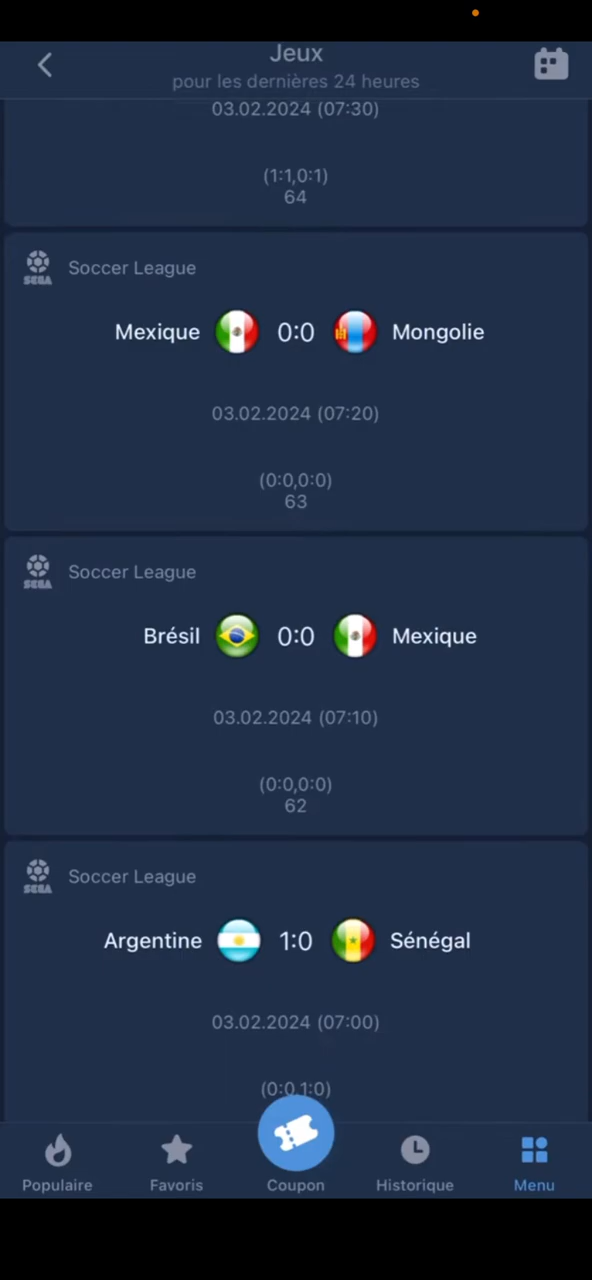 Jeux
pour les dernières 24 heures
03.02.2024 (07:30)
(1:1,0:1)
64
SEGA
Soccer League
Mexique 0:0 Mongolie
03.02.2024 (07:20)
(0:0,0:0)
63
SEGA
Soccer League
Brésil 0:0 Mexique
03.02.2024 (07:10)
(0:0,0:0)
62
SEGA
Soccer League
Argentine 1:0 Sénégal
03.02.2024 (07:00)
(0:0,1:0)
Populaire Favoris Coupon Historique Menu